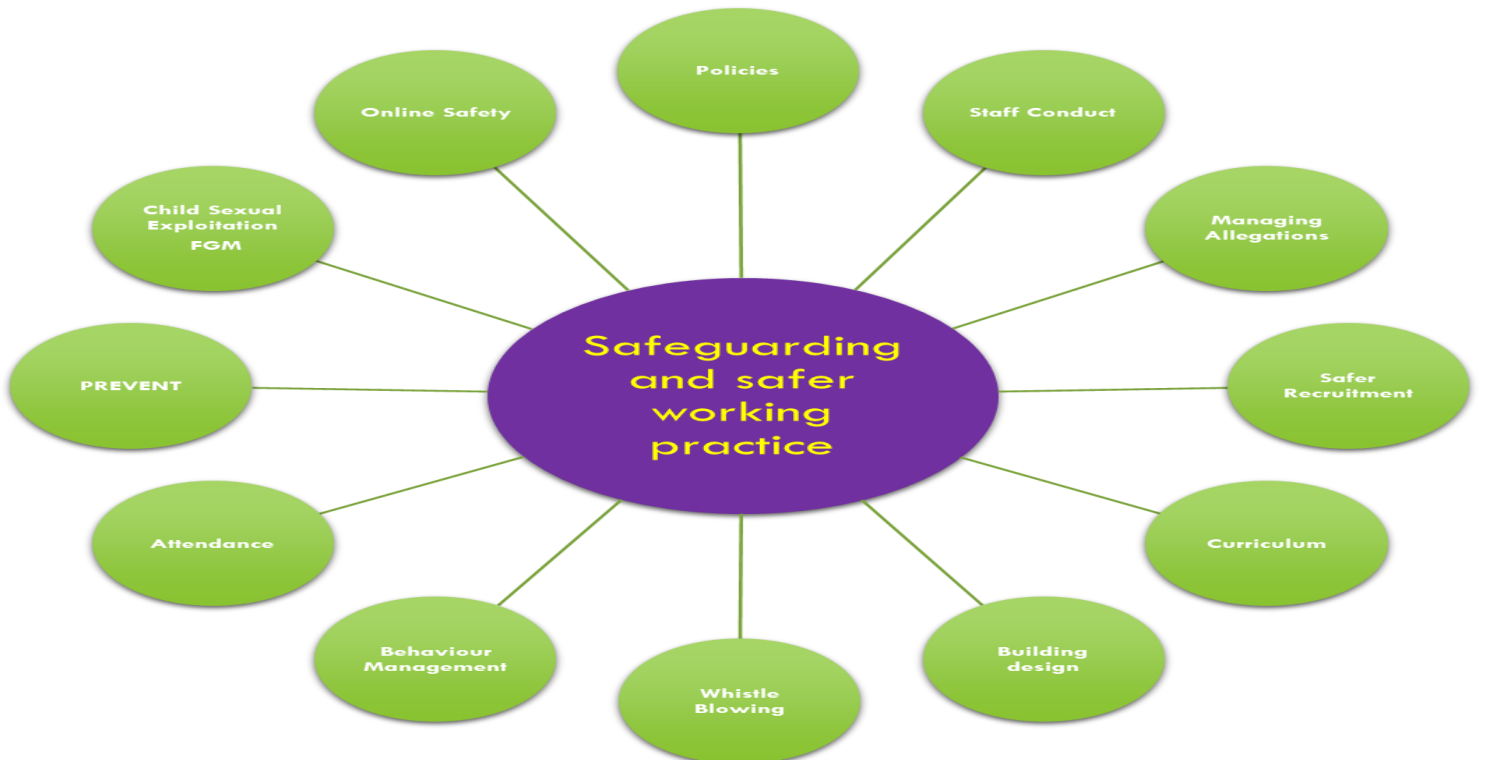 Policies
Staff Conduct
Managing
Allegations
Safer
Recruitment
Curriculum
Building
design
Whistle
Blowing
Behaviour
Management
Attendance
PREVENT
Child Sexual
Exploitation
FGM
Online Safety
Safeguarding
and safer
working
practice